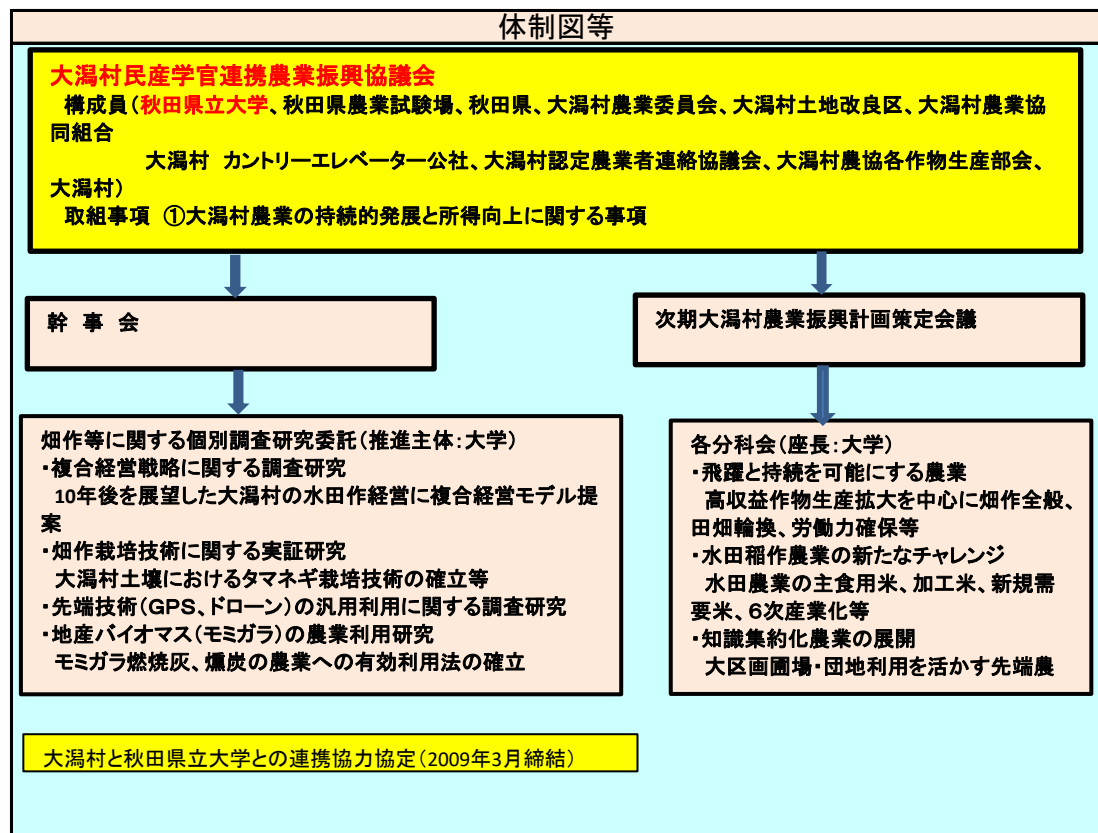 体制図等
大潟村民産学官連携農業振興協議会
構成員(秋田県立大学、秋田県農業試験場、秋田県、大潟村農業委員会、大潟村土地改良区、大潟村農業協
同組合
大潟村 カントリーエレベーター公社、大潟村認定農業者連絡協議会、大潟村農協各作物生産部会、
大潟村)
取組事項 ①大潟村農業の持続的発展と所得向上に関する事項
幹 事 会
次期大潟村農業振興計画策定会議
畑作等に関する個別調査研究委託(推進主体:大学)
・複合経営戦略に関する調査研究
10年後を展望した大潟村の水田作経営に複合経営モデル提
案
・畑作栽培技術に関する実証研究
大潟村土壌におけるタマネギ栽培技術の確立等
・先端技術(GPS、ドローン)の汎用利用に関する調査研究
・地産バイオマス(モミガラ)の農業利用研究
モミガラ燃焼灰、燻炭の農業への有効利用法の確立
各分科会(座長:大学)
・飛躍と持続を可能にする農業
高収益作物生産拡大を中心に畑作全般、
田畑輪換、労働力確保等
・水田稲作農業の新たなチャレンジ
水田農業の主食用米、加工米、新規需
要米、6次産業化等
・知識集約化農業の展開
大区画圃場・団地利用を活かす先端農
大潟村と秋田県立大学との連携協力協定(2009年3月締結)